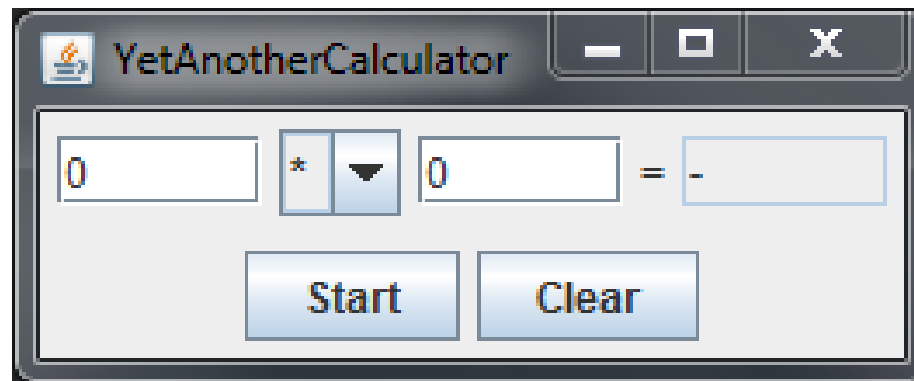 YetAnotherCalculator
0 * 0 = -
Start Clear